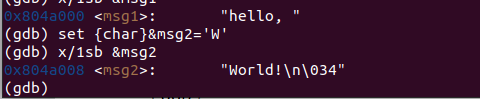 (gdb) x/1sb &msg1
0x804a000 <msg1>: "hello, "
(gdb) set {char}&msg2='W'
(gdb) x/1sb &msg2
0x804a008 <msg2>: "World!\n\034"
(gdb)